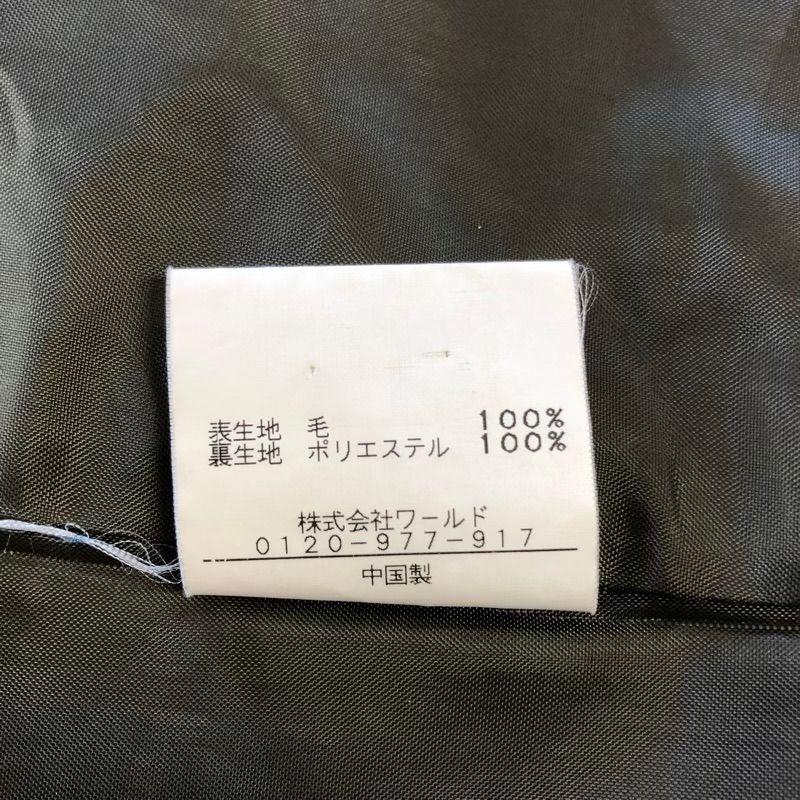 表生地 毛 100%
裏生地 ポリエステル 100%
株式会社ワールド
0120-977-917
中国製